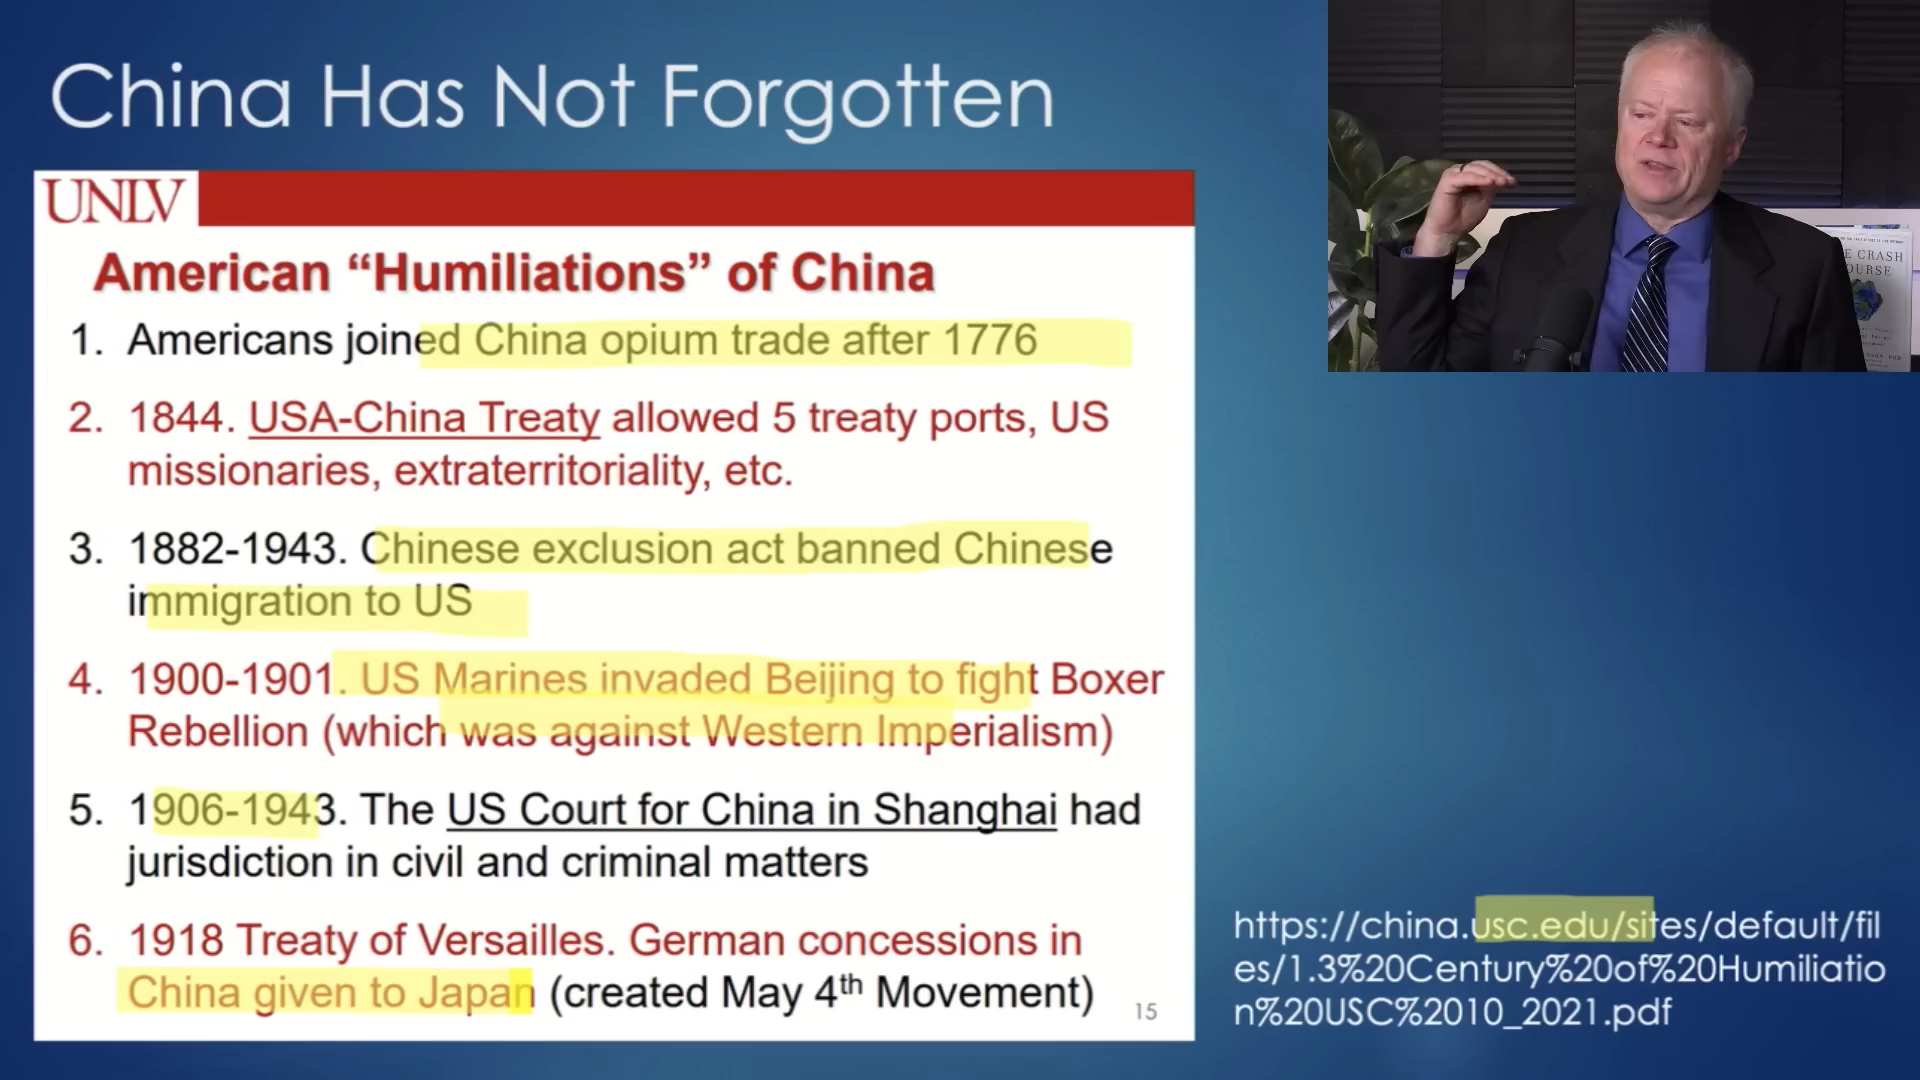 China Has Not Forgotten
UNLV
American “Humiliations” of China
1. Americans joined China opium trade after 1776
2. 1844. USA-China Treaty allowed 5 treaty ports, US
missionaries, extraterritoriality, etc.
3. 1882-1943. Chinese exclusion act banned Chinese
immigration to US
4. 1900-1901. US Marines invaded Beijing to fight Boxer
Rebellion (which was against Western Imperialism)
5. 1906-1943. The US Court for China in Shanghai had
jurisdiction in civil and criminal matters
6. 1918 Treaty of Versailles. German concessions in
China given to Japan (created May 4th Movement)
15
E CRASH
OURSE
https://china.usc.edu/sites/default/fil
es/1.3%20Century%20of%20Humiliatio
n%20USC%2010_2021.pdf